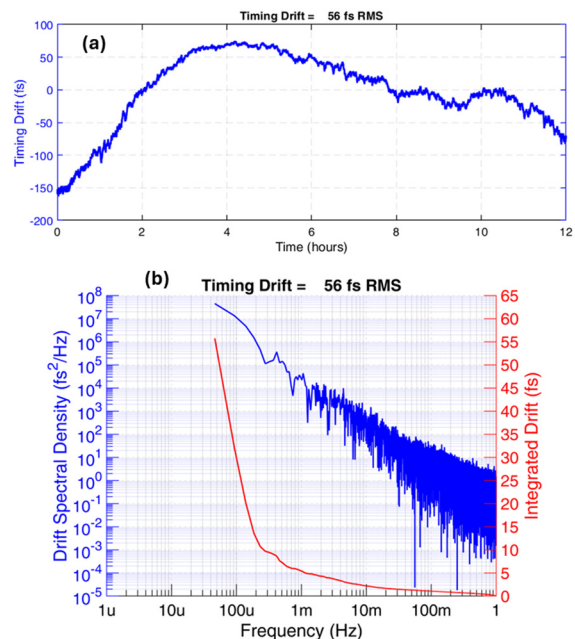 Timing Drift = 56 fs RMS
(a)
100
50
0
-50
-100
-150
-200
Timing Drift (fs)
0 2 4 6 8 10 12
Time (hours)
(b) Timing Drift = 56 fs RMS
10^8 65
10^7 60
10^6 55
10^5 50
10^4 45
10^3 40
10^2 35
10^1 30
10^0 25
10^-1 20
10^-2 15
10^-3 10
10^-4 5
10^-5 0
Drift Spectral Density (fs^2/Hz)
Integrated Drift (fs)
1u 10u 100u 1m 10m 100m 1
Frequency (Hz)